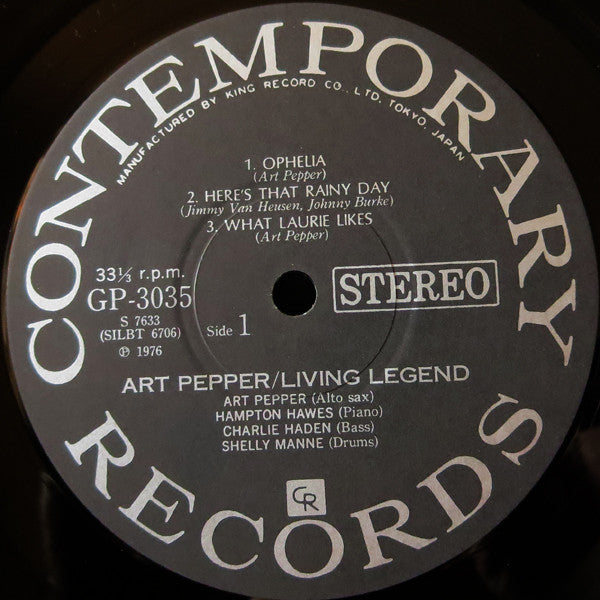 CONTEMPORARY
MANUFACTURED BY KING RECORD CO., LTD, TOKYO, JAPAN
1. OPHELIA
(Art Pepper)
2. HERE'S THAT RAINY DAY
(Jimmy Van Heusen, Johnny Burke)
3. WHAT LAURIE LIKES
(Art Pepper)
33⅓ r.p.m.
GP-3035
S 7633
(SILBT 6706)
℗ 1976
Side 1
STEREO
ART PEPPER/LIVING LEGEND
ART PEPPER (Alto sax)
HAMPTON HAWES (Piano)
CHARLIE HADEN (Bass)
SHELLY MANNE (Drums)
CR
RECORDS